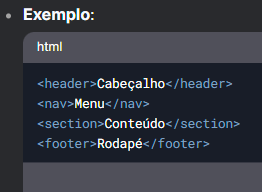 Exemplo:
html
<header>Cabeçalho</header>
<nav>Menu</nav>
<section>Conteúdo</section>
<footer>Rodapé</footer>